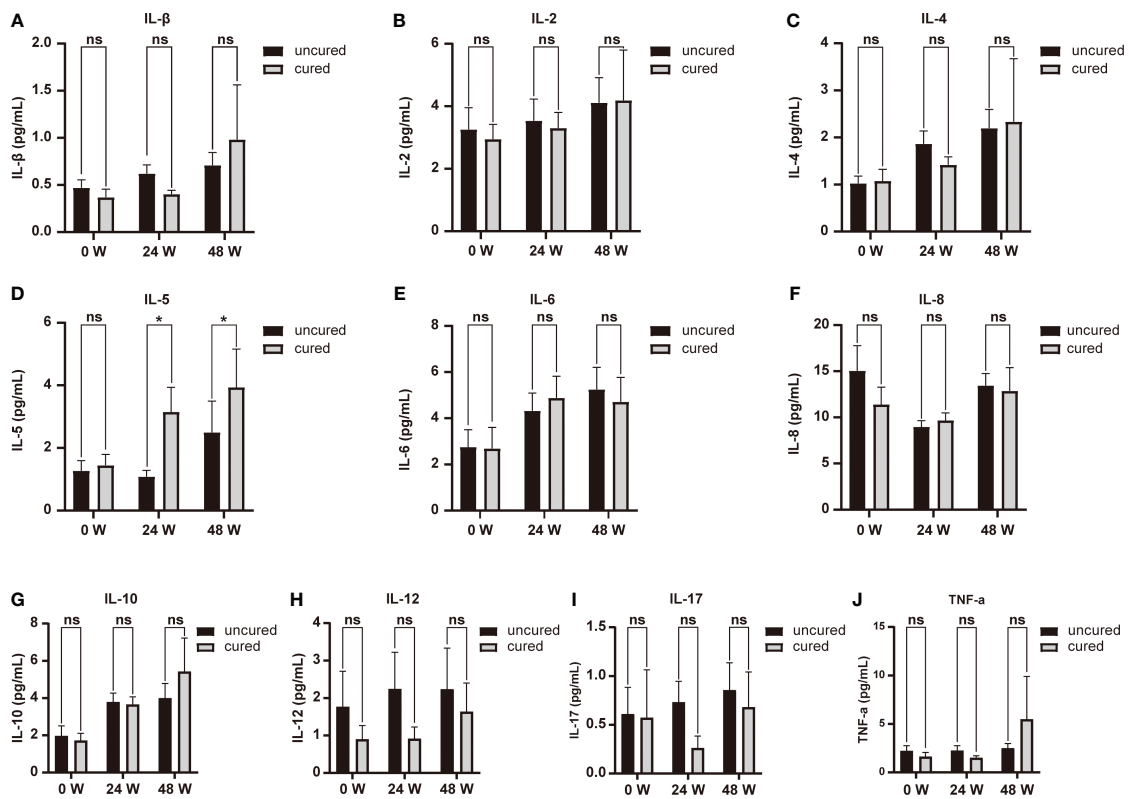 A
IL-β
2.0
1.5
1.0
0.5
0.0
IL-β (pg/mL)
ns ns ns
0 W 24 W 48 W
uncured
cured
B
IL-2
6
4
2
0
IL-2 (pg/mL)
ns ns ns
0 W 24 W 48 W
uncured
cured
C
IL-4
4
3
2
1
0
IL-4 (pg/mL)
ns ns ns
0 W 24 W 48 W
uncured
cured
D
IL-5
6
4
2
0
IL-5 (pg/mL)
ns * *
0 W 24 W 48 W
uncured
cured
E
IL-6
8
6
4
2
0
IL-6 (pg/mL)
ns ns ns
0 W 24 W 48 W
uncured
cured
F
IL-8
20
15
10
5
0
IL-8 (pg/mL)
ns ns ns
0 W 24 W 48 W
uncured
cured
G
IL-10
8
6
4
2
0
IL-10 (pg/mL)
ns ns ns
0 W 24 W 48 W
uncured
cured
H
IL-12
4
3
2
1
0
IL-12 (pg/mL)
ns ns ns
0 W 24 W 48 W
uncured
cured
I
IL-17
1.5
1.0
0.5
0.0
IL-17 (pg/mL)
ns ns ns
0 W 24 W 48 W
uncured
cured
J
TNF-a
15
10
5
0
TNF-a (pg/mL)
ns ns ns
0 W 24 W 48 W
uncured
cured